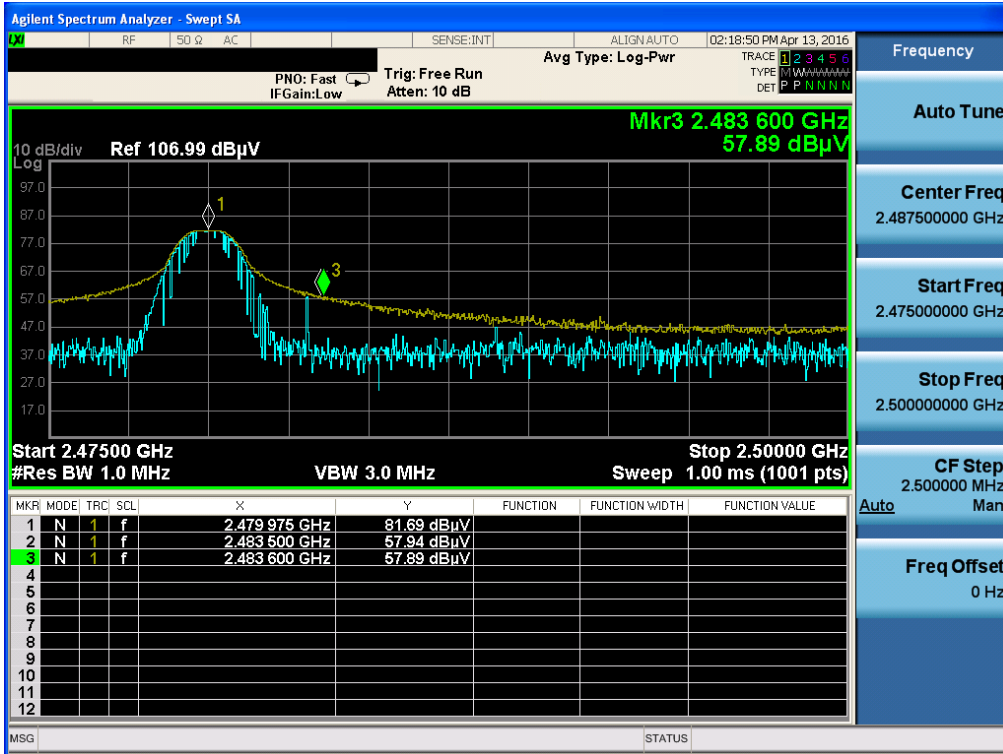 Agilent Spectrum Analyzer - Swept SA
LXI RF 50 Ω AC SENSE:INT ALIGN AUTO 02:18:50 PM Apr 13, 2016
Frequency
PNO: Fast
IFGain:Low
Trig: Free Run
Atten: 10 dB
Avg Type: Log-Pwr
TRACE 1 2 3 4 5 6
TYPE M W W W W W
DET P P N N N N
Auto Tune
Mkr3 2.483 600 GHz
57.89 dBµV
10 dB/div Ref 106.99 dBµV
Log
97.0
87.0
77.0
67.0
57.0
47.0
37.0
27.0
17.0
1
3
Center Freq
2.487500000 GHz
Start Freq
2.475000000 GHz
Stop Freq
2.500000000 GHz
Start 2.47500 GHz Stop 2.50000 GHz
#Res BW 1.0 MHz VBW 3.0 MHz Sweep 1.00 ms (1001 pts)
CF Step
2.500000 MHz
Auto Man
MKR MODE TRC SCL X Y FUNCTION FUNCTION WIDTH FUNCTION VALUE
1 N 1 f 2.479 975 GHz 81.69 dBµV
2 N 1 f 2.483 500 GHz 57.94 dBµV
3 N 1 f 2.483 600 GHz 57.89 dBµV
4
5
6
7
8
9
10
11
12
Freq Offset
0 Hz
MSG STATUS